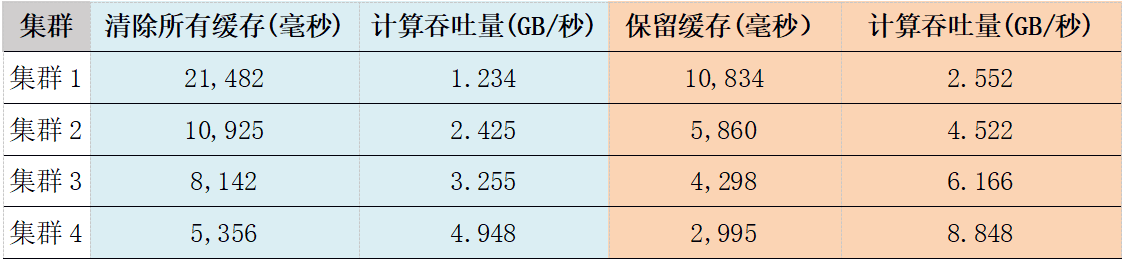 集群 清除所有缓存(毫秒) 计算吞吐量(GB/秒) 保留缓存(毫秒） 计算吞吐量(GB/秒)
集群1 21,482 1.234 10,834 2.552
集群2 10,925 2.425 5,860 4.522
集群3 8,142 3.255 4,298 6.166
集群4 5,356 4.948 2,995 8.848